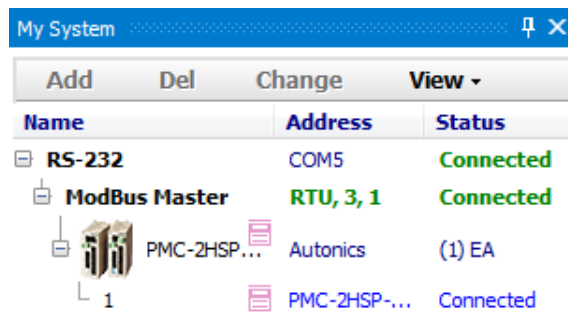 My System
Add Del Change View
Name Address Status
RS-232 COM5 Connected
ModBus Master RTU, 3, 1 Connected
PMC-2HSP... Autonics (1) EA
1 PMC-2HSP-... Connected